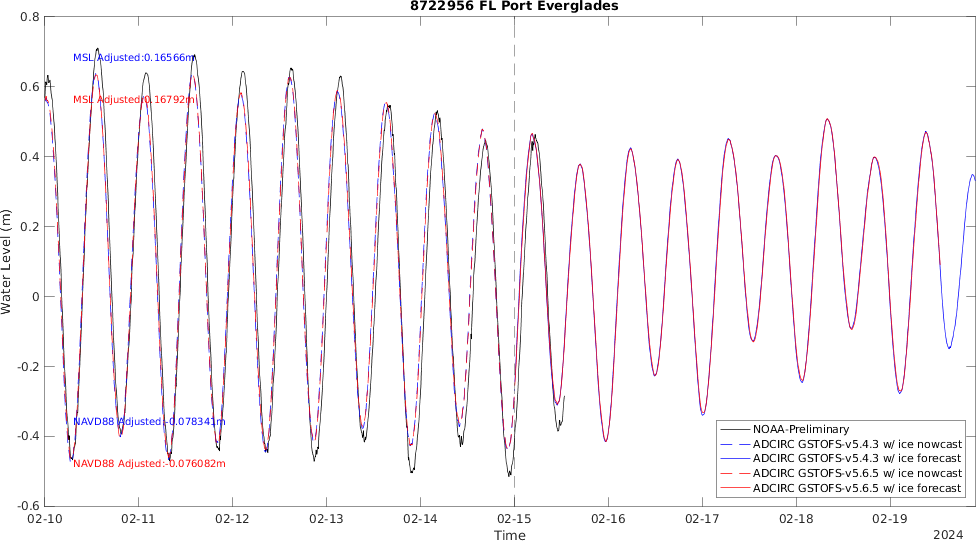 8722956 FL Port Everglades
0.8
0.6
0.4
0.2
0
-0.2
-0.4
-0.6
Water Level (m)
MSL Adjusted:0.16566m
MSL Adjusted:0.16792m
NAVD88 Adjusted:-0.078341m
NAVD88 Adjusted:-0.076082m
NOAA-Preliminary
ADCIRC GSTOFS-v5.4.3 w/ ice nowcast
ADCIRC GSTOFS-v5.4.3 w/ ice forecast
ADCIRC GSTOFS-v5.6.5 w/ ice nowcast
ADCIRC GSTOFS-v5.6.5 w/ ice forecast
02-10 02-11 02-12 02-13 02-14 02-15 02-16 02-17 02-18 02-19
Time
2024